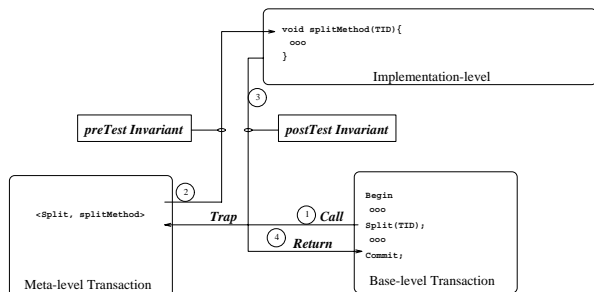 void splitMethod(TID){
ooo
}
Implementation-level
3
preTest Invariant
postTest Invariant
2
<Split, splitMethod>
Trap
1
Call
4
Return
Meta-level Transaction
Begin
ooo
Split(TID);
ooo
Commit;
Base-level Transaction